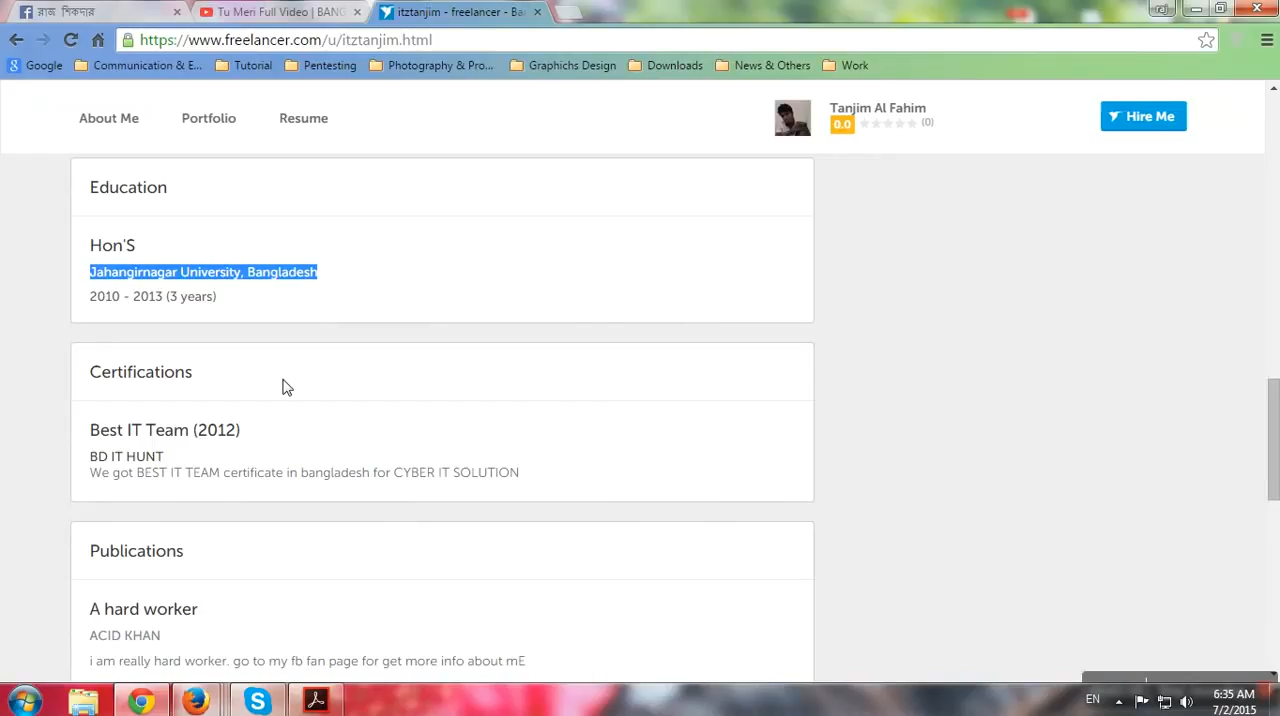 রাজ শিকদার
Tu Meri Full Video | BANG
itztanjim - freelancer - Ba
raj
https://www.freelancer.com/u/itztanjim.html
Google
Communication & E...
Tutorial
Pentesting
Photography & Pro...
Graphichs Design
Downloads
News & Others
Work
About Me
Portfolio
Resume
Tanjim Al Fahim
0.0
(0)
Hire Me
Education
Hon'S
Jahangirnagar University, Bangladesh
2010 - 2013 (3 years)
Certifications
Best IT Team (2012)
BD IT HUNT
We got BEST IT TEAM certificate in bangladesh for CYBER IT SOLUTION
Publications
A hard worker
ACID KHAN
i am really hard worker. go to my fb fan page for get more info about mE
EN
6:35 AM
7/2/2015